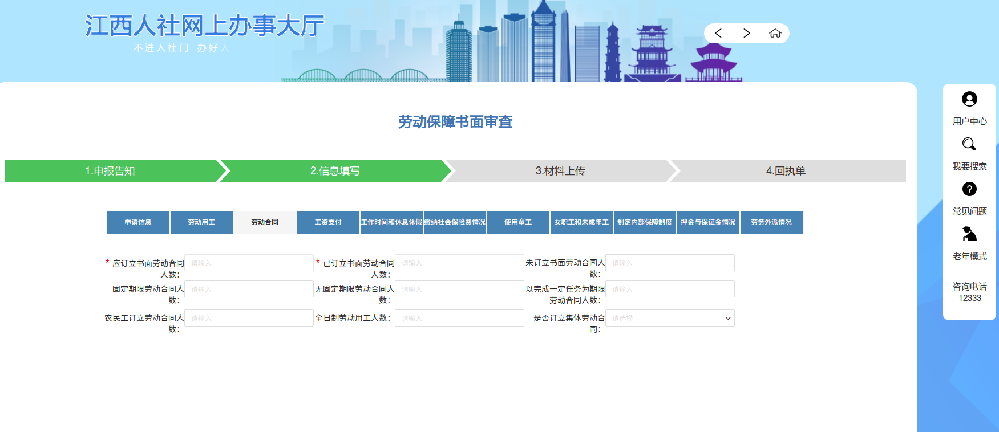 江西人社网上办事大厅
不进人社门 办好人
劳动保障书面审查
1.申报告知
2.信息填写
3.材料上传
4.回执单
申请信息
劳动用工
劳动合同
工资支付
工作时间和休息休假
缴纳社会保险费情况
使用童工
女职工和未成年工
制定内部保障制度
押金与保证金情况
劳务外派情况
* 应订立书面劳动合同
人数：
请输入
* 已订立书面劳动合同
人数：
请输入
未订立书面劳动合同人
数：
请输入
固定期限劳动合同人
数：
请输入
无固定期限劳动合同人
数：
请输入
以完成一定任务为期限
劳动合同人数：
请输入
农民工订立劳动合同人
数：
请输入
全日制劳动用工人数：
请输入
是否订立集体劳动合
同：
请选择
用户中心
我要搜索
常见问题
老年模式
咨询电话
12333